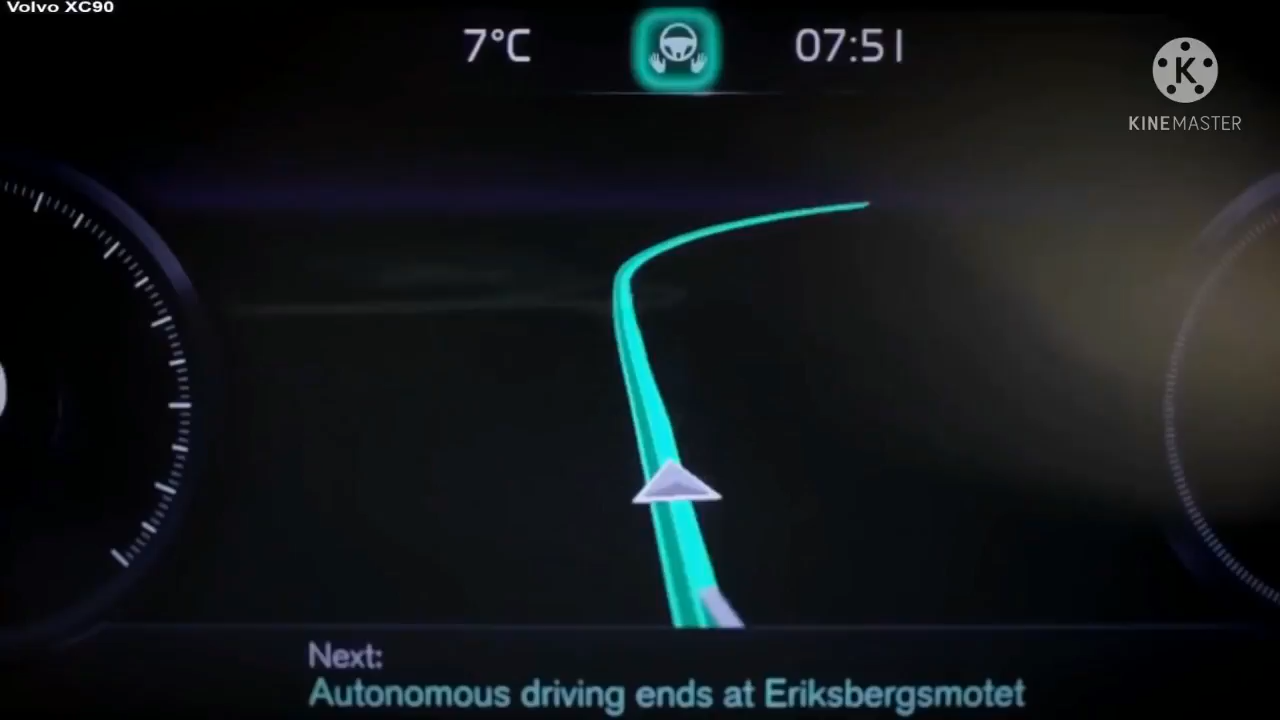 Volvo XC90
7°C
07:51
K
KINEMASTER
Next:
Autonomous driving ends at Eriksbergsmotet